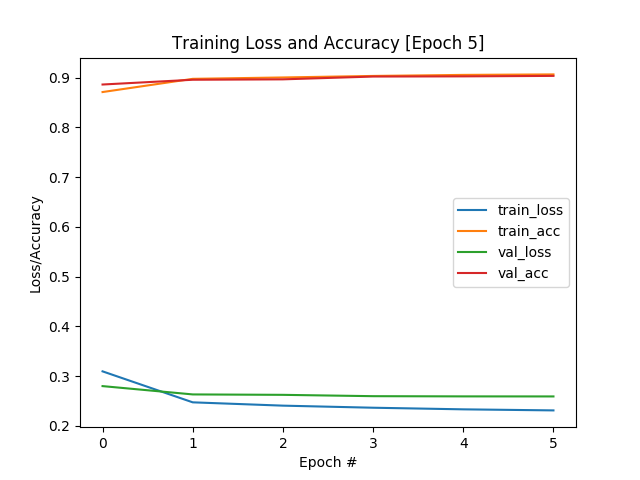 Training Loss and Accuracy [Epoch 5]
0.9
0.8
0.7
0.6
0.5
0.4
0.3
0.2
Loss/Accuracy
train_loss
train_acc
val_loss
val_acc
0 1 2 3 4 5
Epoch #